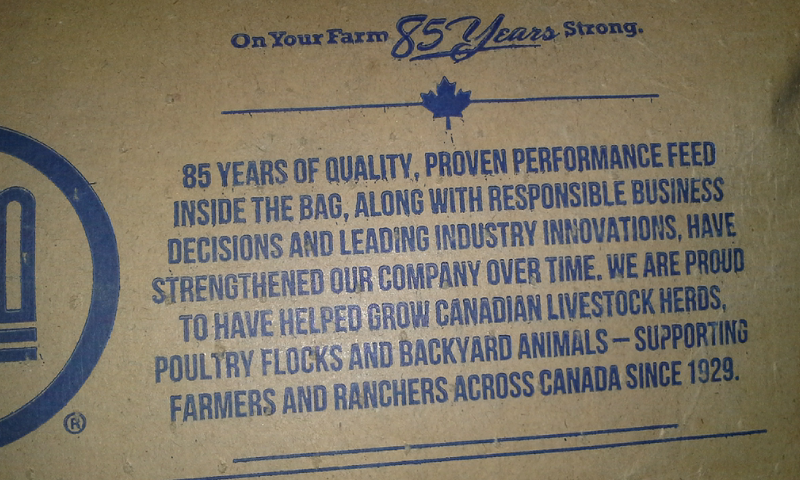 On Your Farm 85 Years Strong.
85 YEARS OF QUALITY, PROVEN PERFORMANCE FEED
INSIDE THE BAG, ALONG WITH RESPONSIBLE BUSINESS
DECISIONS AND LEADING INDUSTRY INNOVATIONS, HAVE
STRENGTHENED OUR COMPANY OVER TIME. WE ARE PROUD
TO HAVE HELPED GROW CANADIAN LIVESTOCK HERDS,
POULTRY FLOCKS AND BACKYARD ANIMALS – SUPPORTING
FARMERS AND RANCHERS ACROSS CANADA SINCE 1929.
®